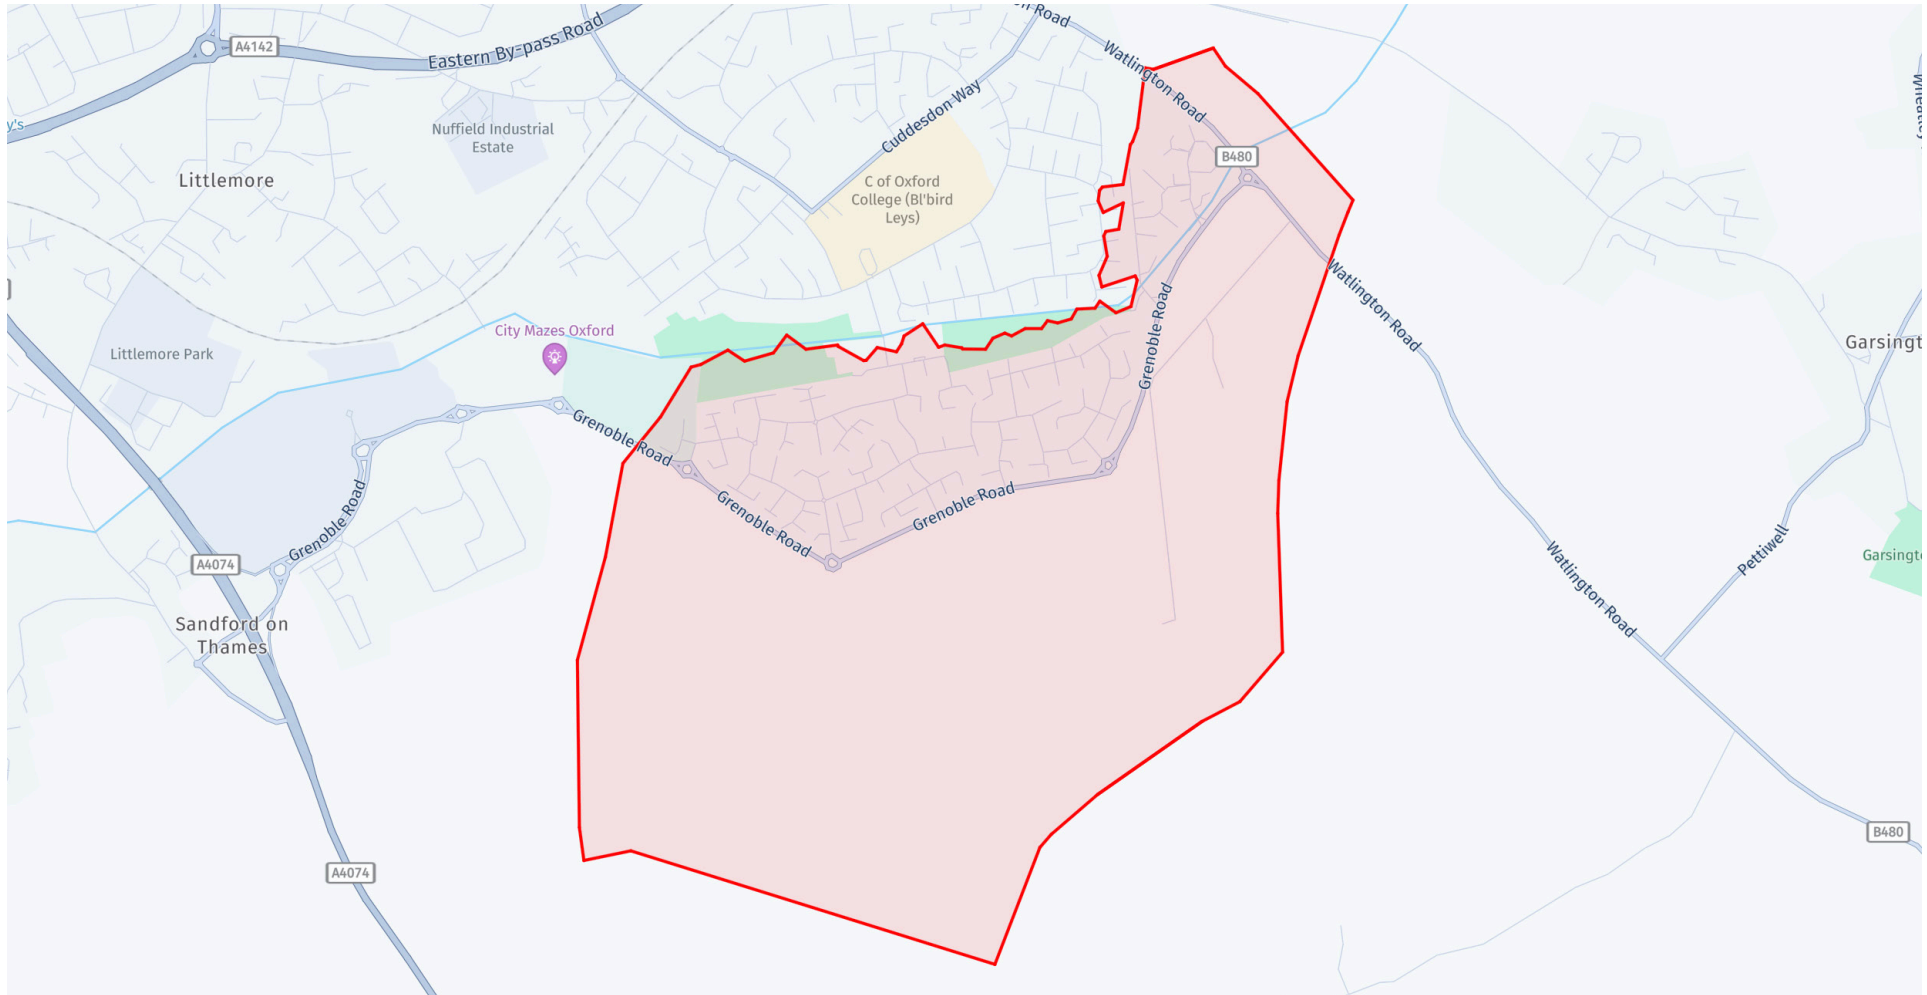 Road
Watlington Road
A4142
Eastern By-pass Road
Cuddesdon Way
Nuffield Industrial
Estate
B480
Littlemore
C of Oxford
College (Bl'bird
Leys)
Watlington Road
City Mazes Oxford
Grenoble Road
Garsingt
Littlemore Park
Grenoble Road
Grenoble Road
Grenoble Road
Grenoble Road
A4074
Garsingt
Pettiwell
Watlington Road
Sandford on
Thames
B480
A4074